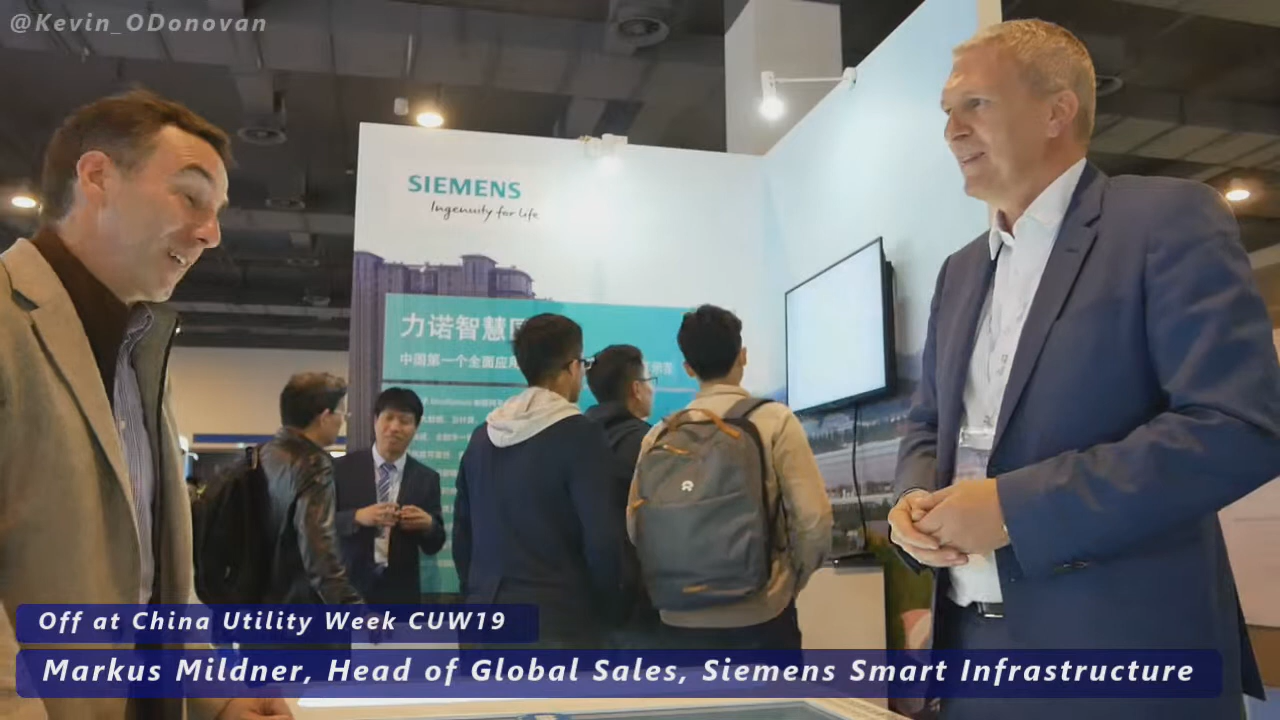 @Kevin_ODonovan
SIEMENS
Ingenuity for life
力诺智慧
中国第一个全面应用
Off at China Utility Week CUW19
Markus Mildner, Head of Global Sales, Siemens Smart Infrastructure